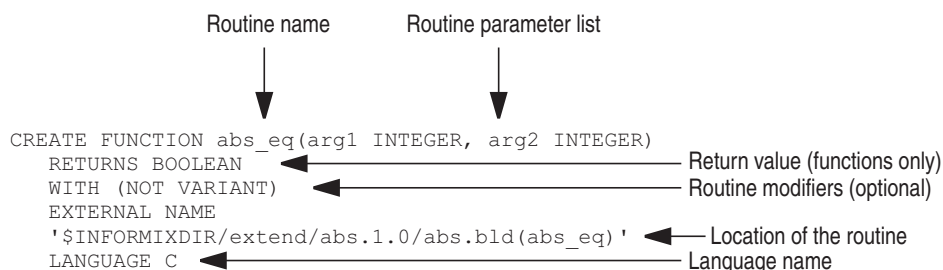 Routine name Routine parameter list
CREATE FUNCTION abs_eq(arg1 INTEGER, arg2 INTEGER)
RETURNS BOOLEAN Return value (functions only)
WITH (NOT VARIANT) Routine modifiers (optional)
EXTERNAL NAME
'$INFORMIXDIR/extend/abs.1.0/abs.bld(abs_eq)' Location of the routine
LANGUAGE C Language name